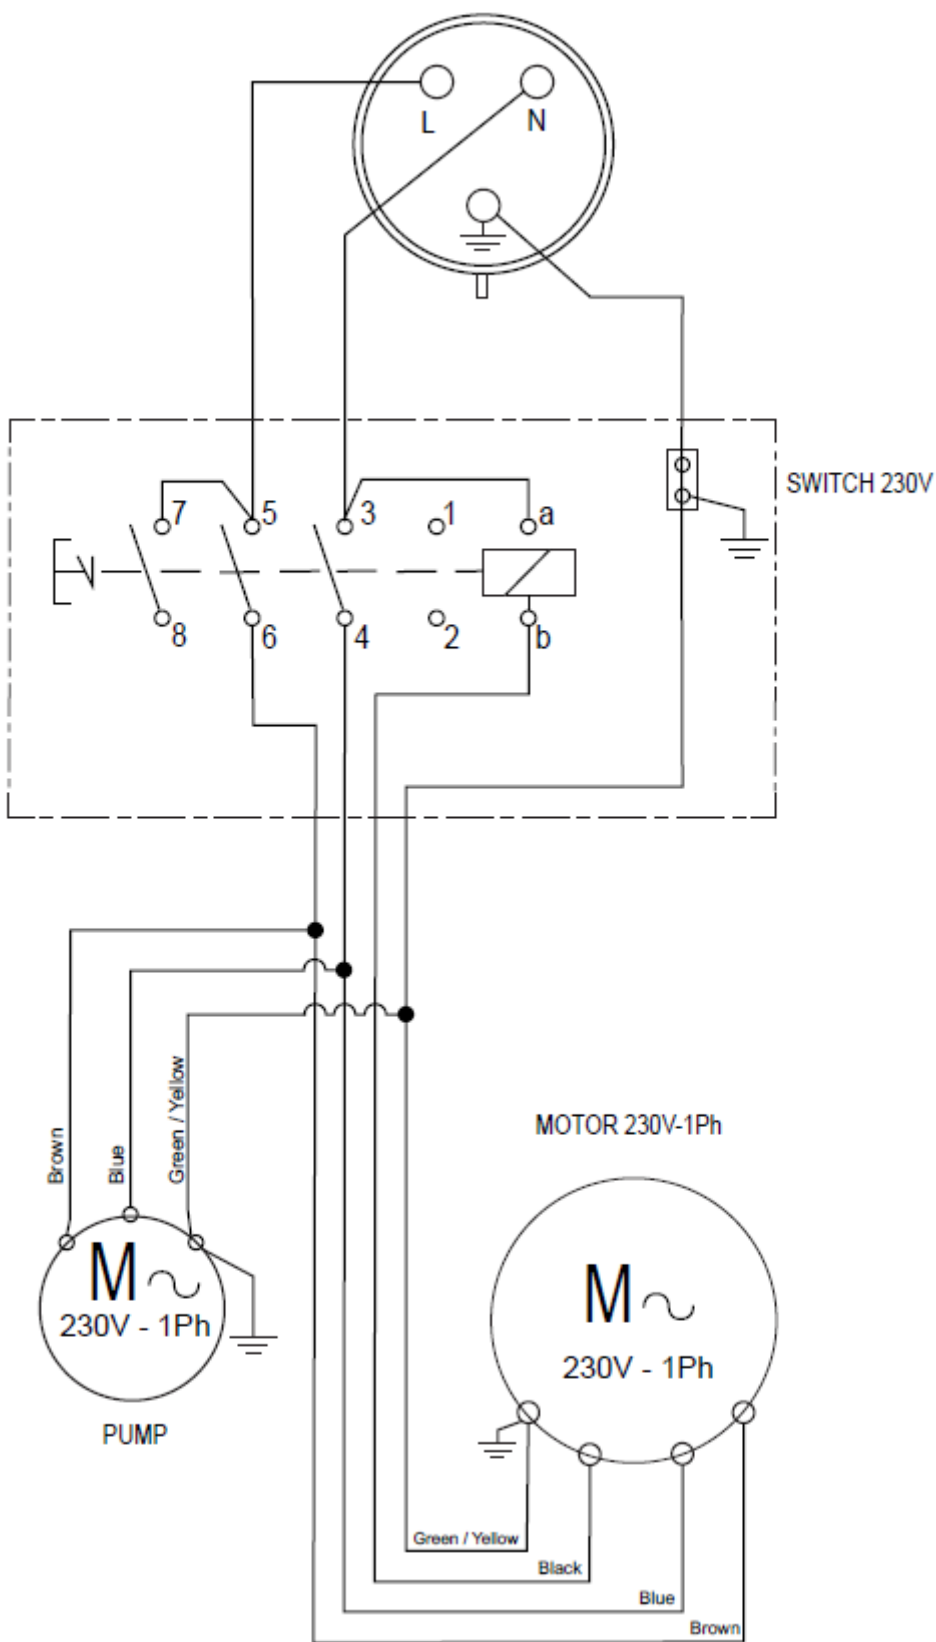 L
N
SWITCH 230V
7
5
3
1
a
8
6
4
2
b
Brown
Blue
Green / Yellow
MOTOR 230V-1Ph
M
230V - 1Ph
PUMP
M
230V - 1Ph
Green / Yellow
Black
Blue
Brown